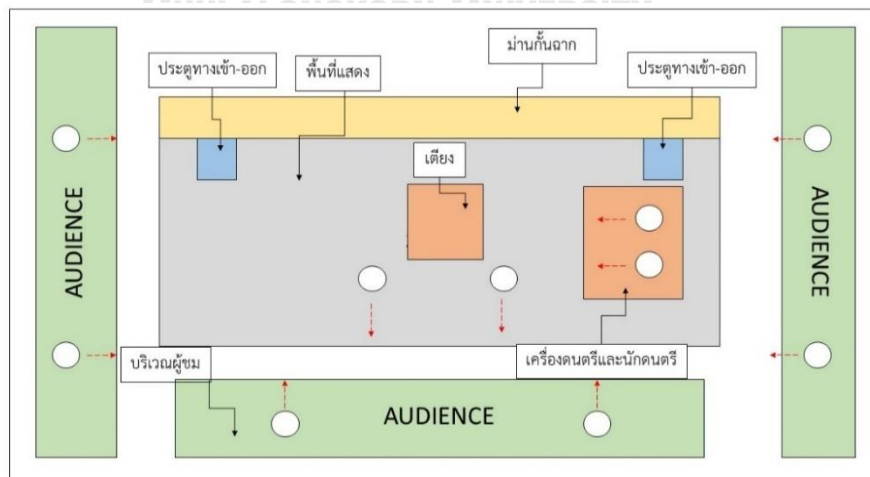 CHULALONGKORN UNIVERSITY
ม่านกั้นฉาก
ประตูทางเข้า-ออก
พื้นที่แสดง
ประตูทางเข้า-ออก
เตียง
AUDIENCE
AUDIENCE
บริเวณผู้ชม
เครื่องดนตรีและนักดนตรี
AUDIENCE